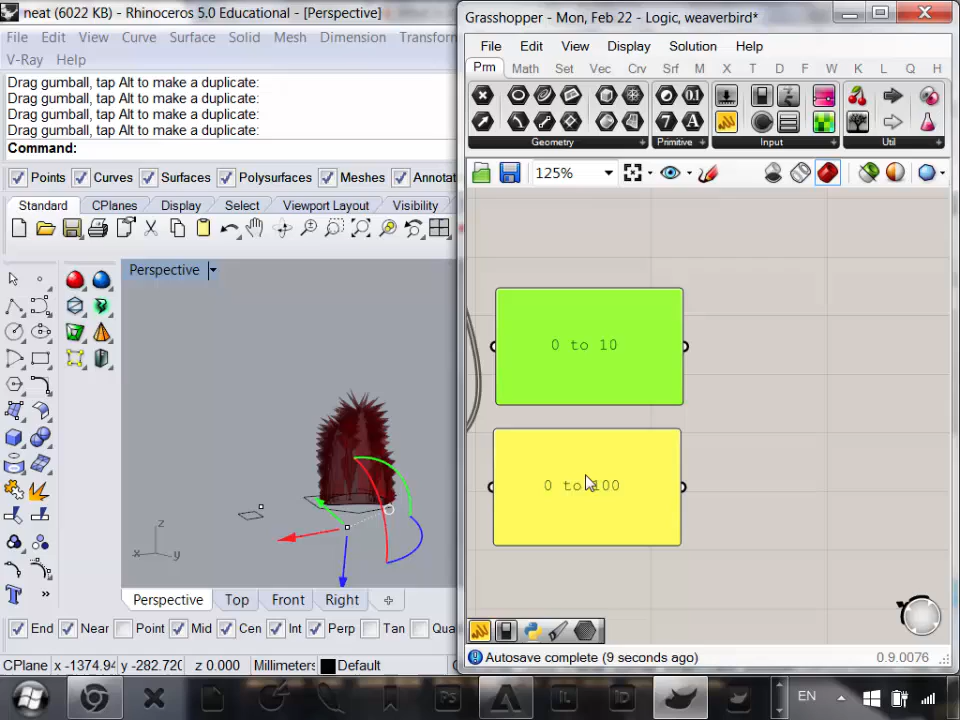 neat (6022 KB) - Rhinoceros 5.0 Educational - [Perspective]
File Edit View Curve Surface Solid Mesh Dimension Transform
V-Ray Help
Drag gumball, tap Alt to make a duplicate:
Drag gumball, tap Alt to make a duplicate:
Drag gumball, tap Alt to make a duplicate:
Drag gumball, tap Alt to make a duplicate:
Command:
Points Curves Surfaces Polysurfaces Meshes Annotat
Standard CPlanes Display Select Viewport Layout Visibility
Perspective
z
x y
Perspective Top Front Right
End Near Point Mid Cen Int Perp Tan Qua
CPlane x -1374.94 y -282.720 z 0.000 Millimeters Default
Grasshopper - Mon, Feb 22 - Logic, weaverbird*
File Edit View Display Solution Help
Prm Math Set Vec Crv Srf M X T D F W K L Q H
Geometry Primitive Input Util
125%
0 to 10
0 to 100
Autosave complete (9 seconds ago) 0.9.0076
EN